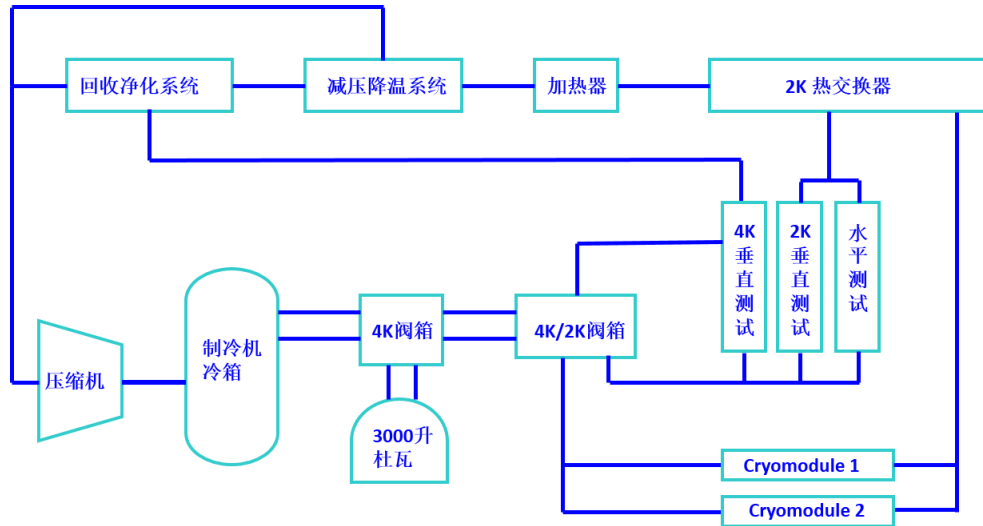 回收净化系统
减压降温系统
加热器
2K 热交换器
4K
垂
直
测
试
2K
垂
直
测
试
水
平
测
试
压缩机
制冷机
冷箱
4K阀箱
4K/2K阀箱
3000升
杜瓦
Cryomodule 1
Cryomodule 2